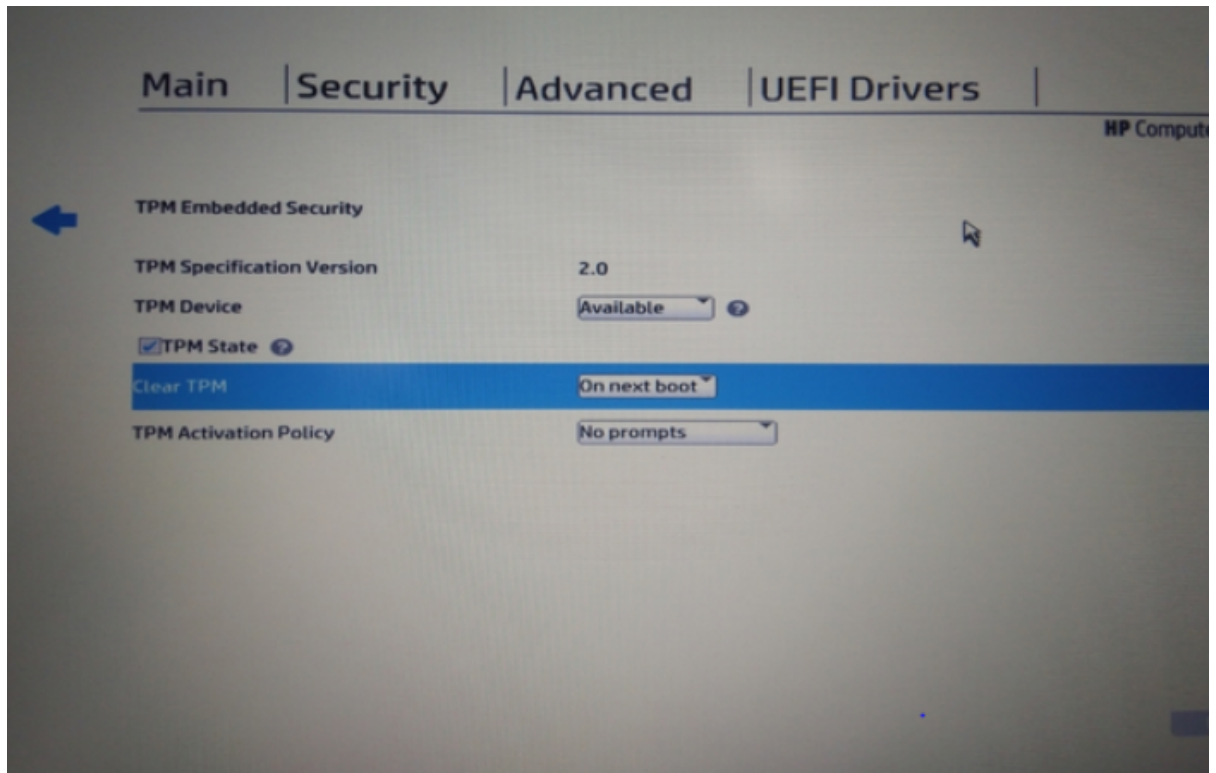 Main Security Advanced UEFI Drivers
HP
TPM Embedded Security
TPM Specification Version 2.0
TPM Device Available
TPM State
Clear TPM On next boot
TPM Activation Policy No prompts